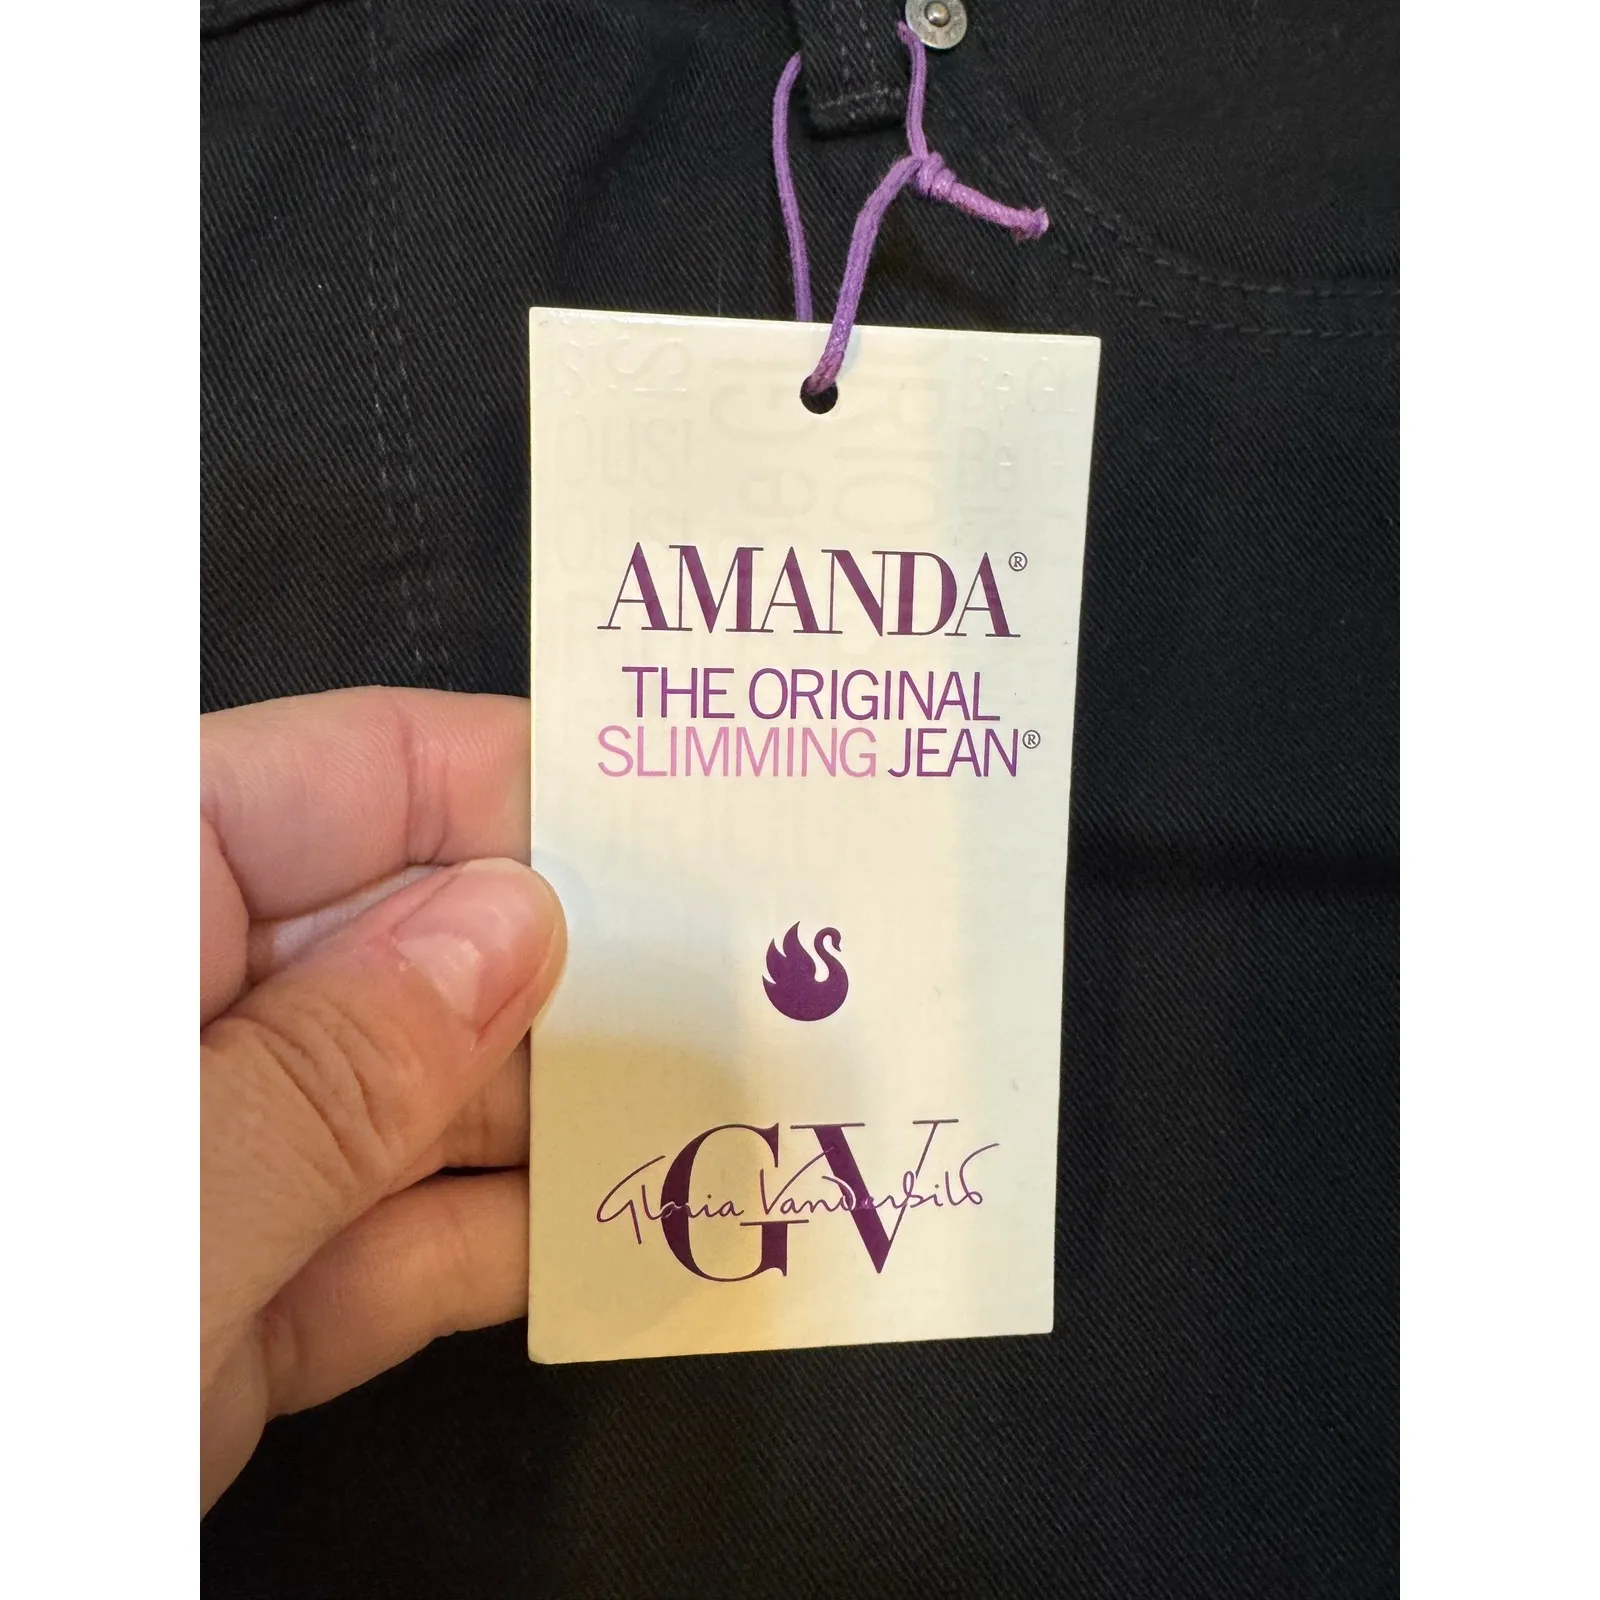 AMANDA®
THE ORIGINAL
SLIMMING JEAN®
GV
Gloria Vanderbilt